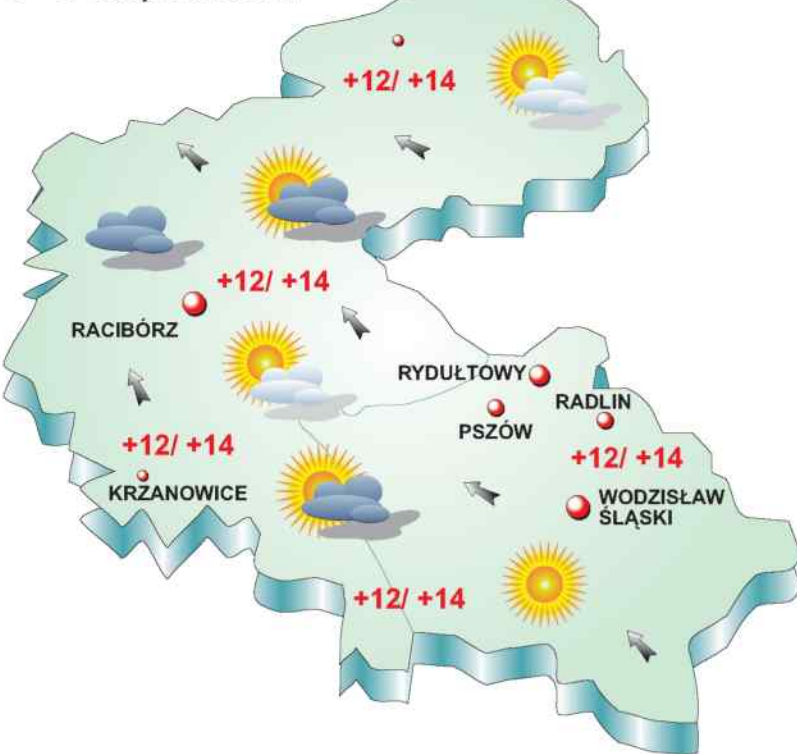 +12/ +14
+12/ +14
RACIBÓRZ
RYDUŁTOWY
RADLIN
PSZÓW
+12/ +14
+12/ +14
KRZANOWICE
WODZISŁAW
ŚLĄSKI
+12/ +14